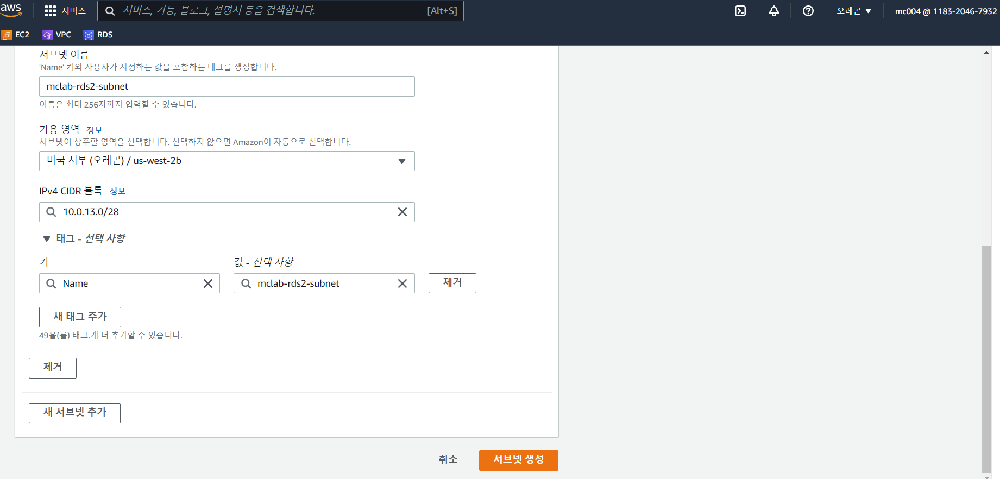 aws
서비스
서비스, 기능, 블로그, 설명서 등을 검색합니다.
[Alt+S]
오레곤
mc004 @ 1183-2046-7932
EC2
VPC
RDS
서브넷 이름
'Name' 키와 사용자가 지정하는 값을 포함하는 태그를 생성합니다.
mclab-rds2-subnet
이름은 최대 256자까지 입력할 수 있습니다.
가용 영역 정보
서브넷이 상주할 영역을 선택합니다. 선택하지 않으면 Amazon이 자동으로 선택합니다.
미국 서부 (오레곤) / us-west-2b
IPv4 CIDR 블록 정보
10.0.13.0/28
태그 - 선택 사항
키
값 - 선택 사항
Name
mclab-rds2-subnet
제거
새 태그 추가
49을(를) 태그.개 더 추가할 수 있습니다.
제거
새 서브넷 추가
취소
서브넷 생성